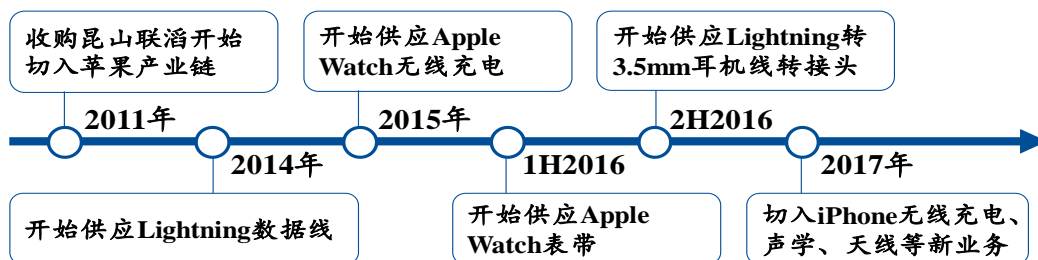 收购昆山联滔开始
切入苹果产业链
开始供应Apple
Watch无线充电
开始供应Lightning转
3.5mm耳机线转接头
2011年
2015年
2H2016
2014年
1H2016
2017年
开始供应Lightning数据线
开始供应Apple
Watch表带
切入iPhone无线充电、
声学、天线等新业务